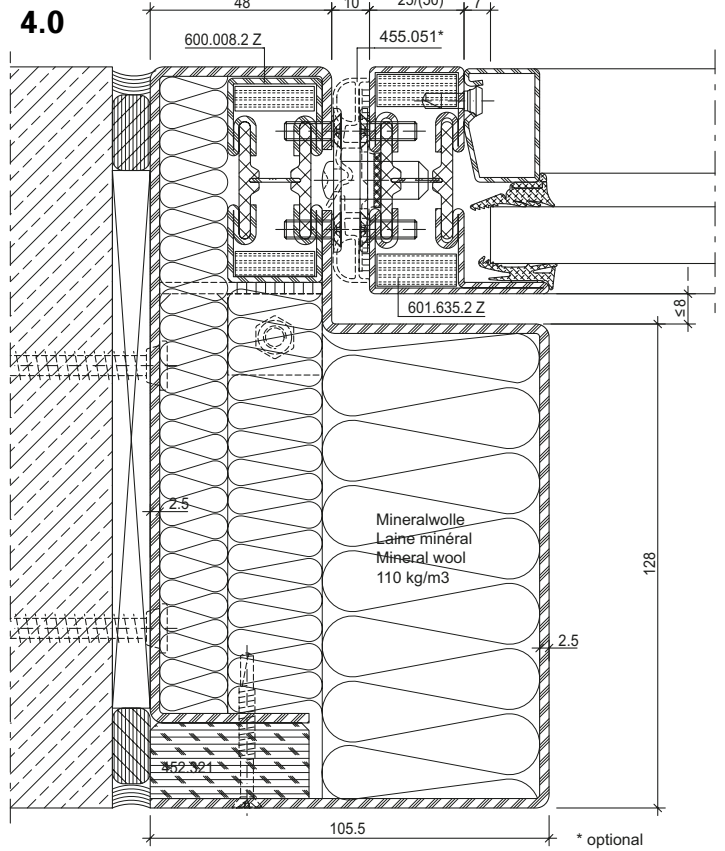 4.0
48
10
25/(50)
7
600.008.2 Z
455.051*
601.635.2 Z
≤8
2.5
Mineralwolle
Laine minéral
Mineral wool
110 kg/m3
128
2.5
452.321
105.5
* optional